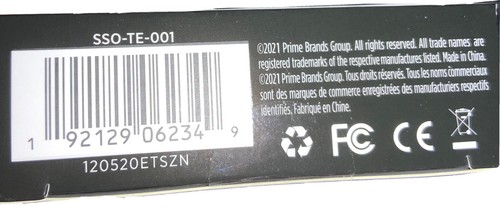 SSO-TE-001
1 92129 06234 9
120520ETSZN
©2021 Prime Brands Group. All rights reserved. All trade names are
registered trademarks of the respective manufactures listed. Made in China.
©2021 Prime Brands Group. Tous droits réservés. Tous les noms commerciaux
sont des marques de commerce enregistrées des manufacturiers respectifs
identifiés. Fabriqué en Chine.
FC CE